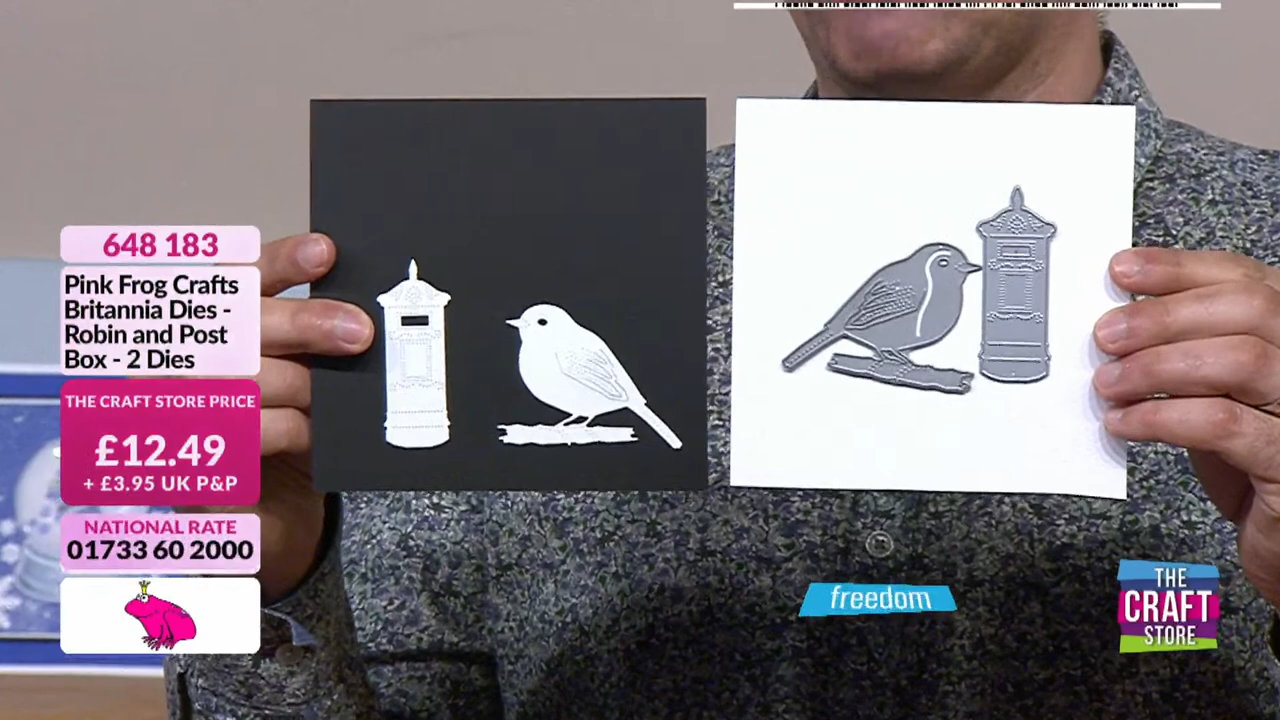 648 183
Pink Frog Crafts
Britannia Dies -
Robin and Post
Box - 2 Dies
THE CRAFT STORE PRICE
£12.49
+ £3.95 UK P&P
NATIONAL RATE
01733 60 2000
freedom
THE
CRAFT
STORE